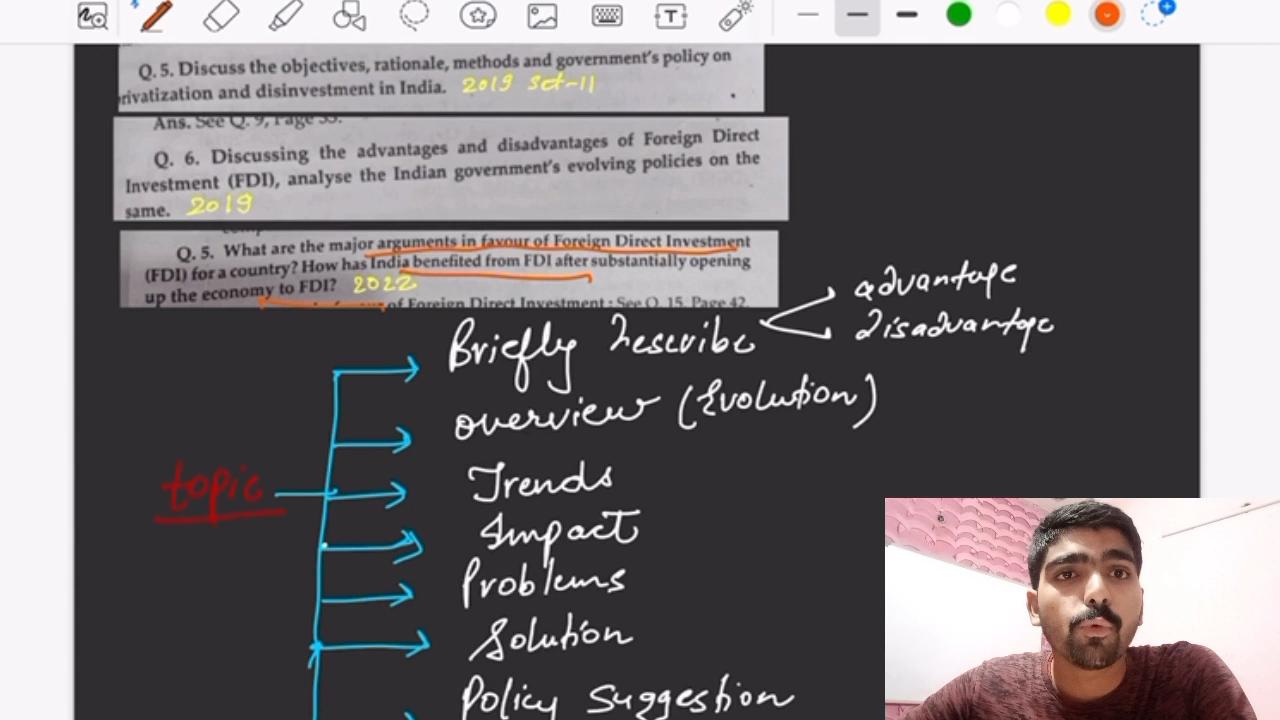 Q. 5. Discuss the objectives, rationale, methods and government's policy on
rivatization and disinvestment in India. 2019 Set-11
Ans. See Q. 9, Page 35.
Q. 6. Discussing the advantages and disadvantages of Foreign Direct
Investment (FDI), analyse the Indian government's evolving policies on the
same. 2019
Q. 5. What are the major arguments in favour of Foreign Direct Investment
(FDI) for a country? How has India benefited from FDI after substantially opening
up the economy to FDI? 2022
of Foreign Direct Investment : See Q. 15, Page 42.
Briefly Describe
advantage
Disadvantage
overview (Evolution)
Trends
topic
Impact
Problems
Solution
Policy Suggestion